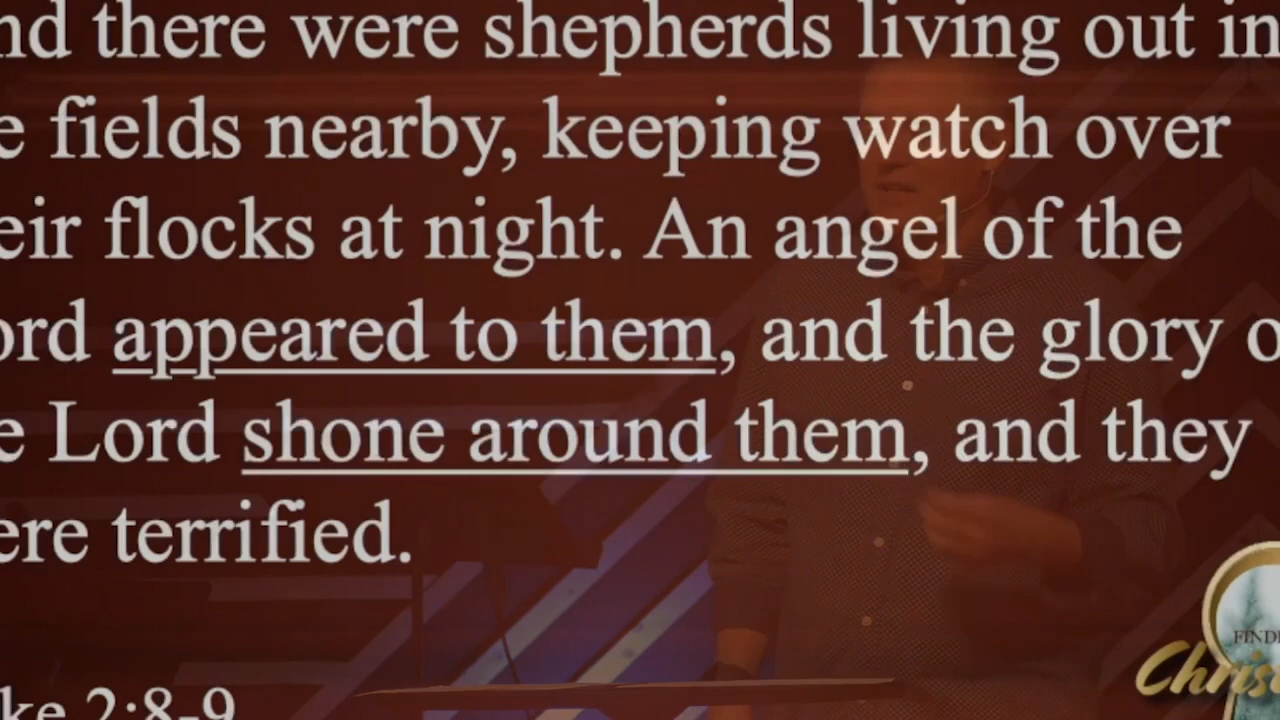 nd there were shepherds living out in
e fields nearby, keeping watch over
eir flocks at night. An angel of the
ord appeared to them, and the glory o
e Lord shone around them, and they
ere terrified.
ke 2:8-9
FIND
Chris